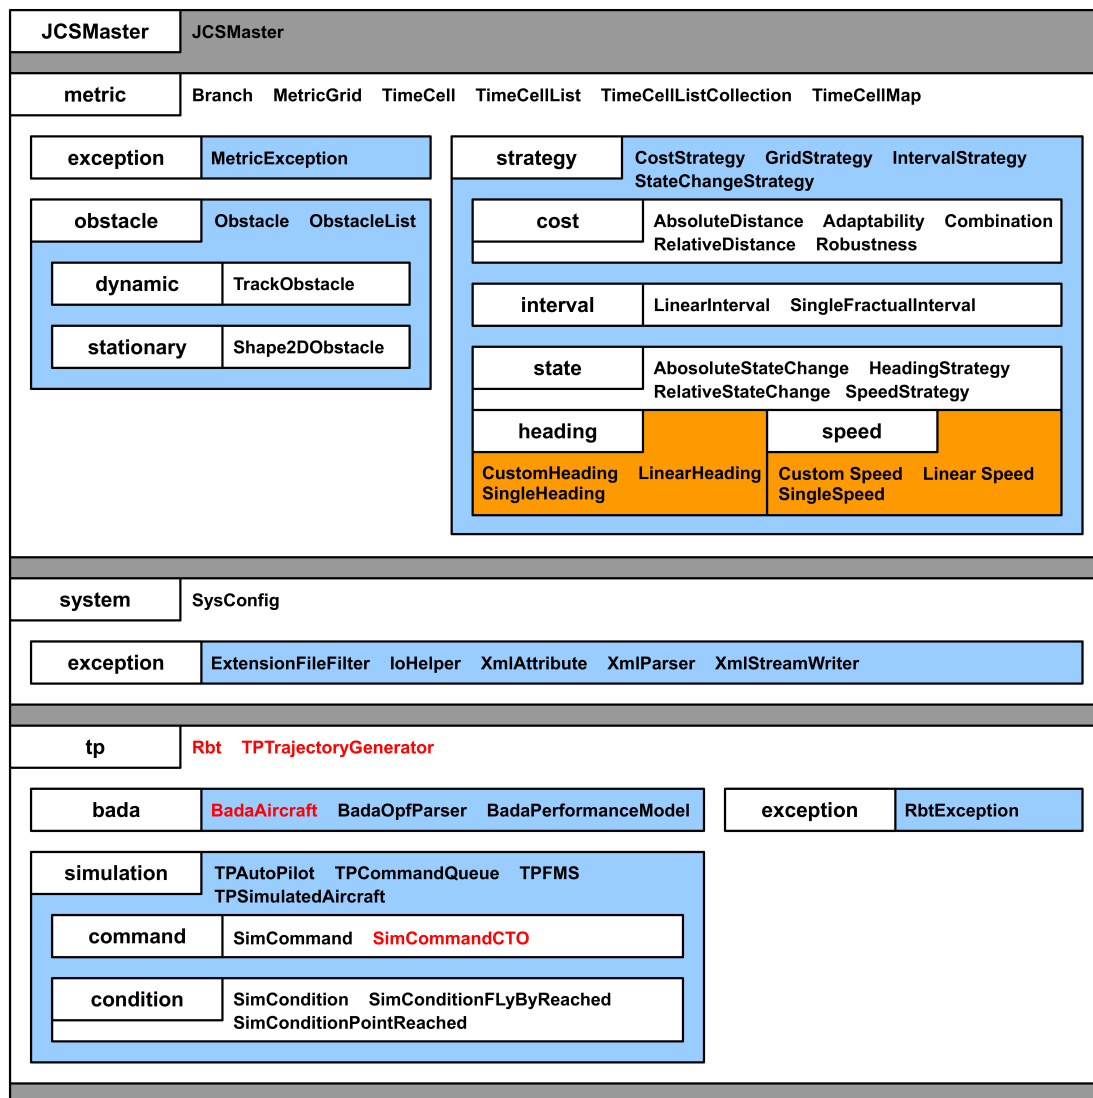 JCSMaster JCSMaster
metric Branch MetricGrid TimeCell TimeCellList TimeCellListCollection TimeCellMap
exception MetricException
obstacle Obstacle ObstacleList
dynamic TrackObstacle
stationary Shape2DObstacle
strategy CostStrategy GridStrategy IntervalStrategy
StateChangeStrategy
cost AbsoluteDistance Adaptability Combination
RelativeDistance Robustness
interval LinearInterval SingleFractualInterval
state AbosoluteStateChange HeadingStrategy
RelativeStateChange SpeedStrategy
heading
CustomHeading LinearHeading
SingleHeading
speed
Custom Speed Linear Speed
SingleSpeed
system SysConfig
exception ExtensionFileFilter IoHelper XmlAttribute XmlParser XmlStreamWriter
tp Rbt TPTrajectoryGenerator
bada BadaAircraft BadaOpfParser BadaPerformanceModel
exception RbtException
simulation TPAutoPilot TPCommandQueue TPFMS
TPSimulatedAircraft
command SimCommand SimCommandCTO
condition SimCondition SimConditionFLyByReached
SimConditionPointReached